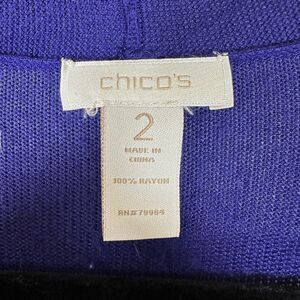 chico's
2
MADE IN
CHINA
100% RAYON
RN#79984